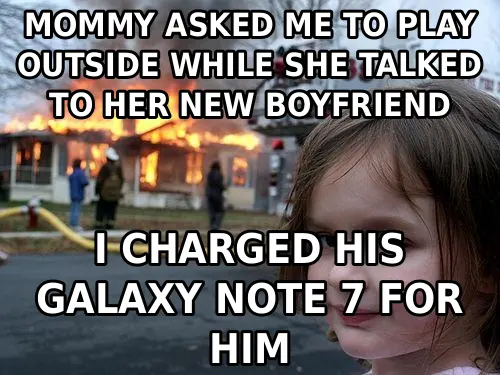 MOMMY ASKED ME TO PLAY
OUTSIDE WHILE SHE TALKED
TO HER NEW BOYFRIEND
I CHARGED HIS
GALAXY NOTE 7 FOR
HIM